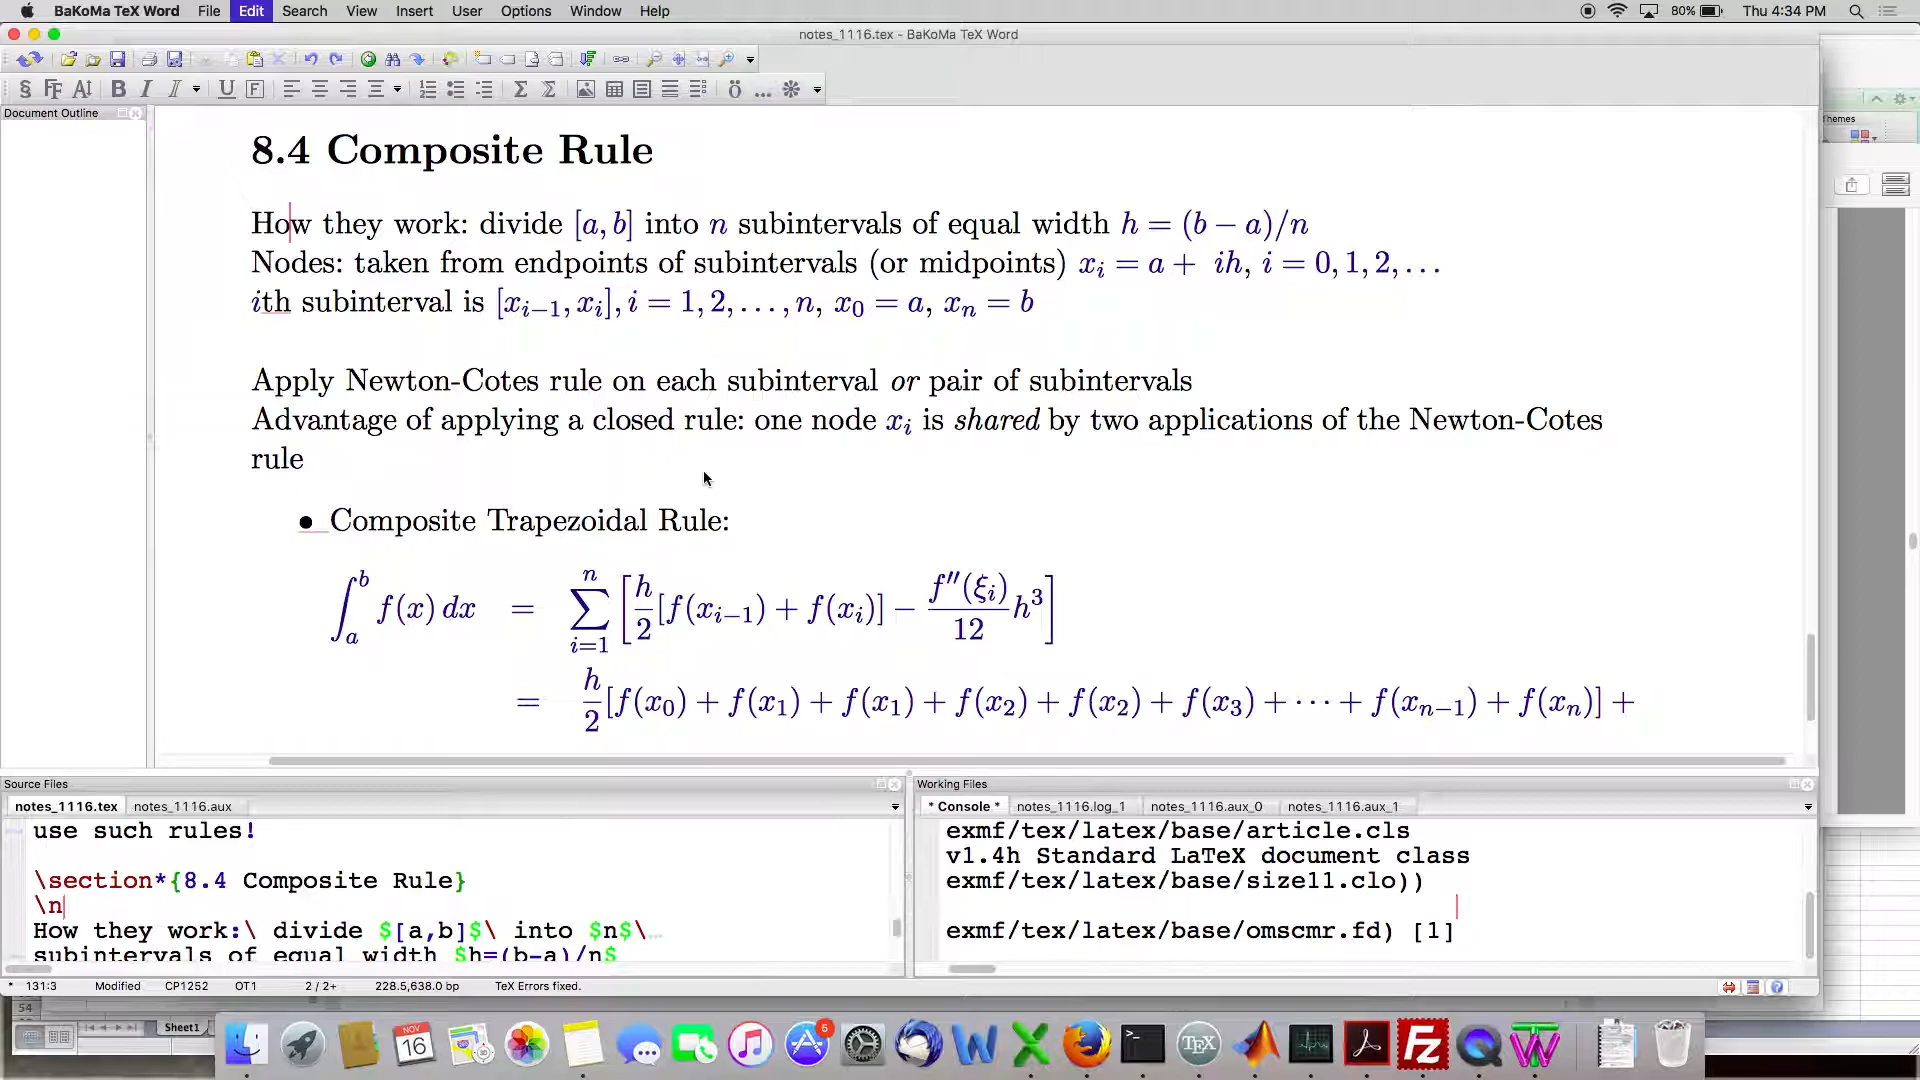 BaKoMa TeX Word File Edit Search View Insert User Options Window Help 80% Thu 4:34 PM
notes_1116.tex - BaKoMa TeX Word
Document Outline
Themes
8.4 Composite Rule
How they work: divide [a, b] into n subintervals of equal width h = (b − a)/n
Nodes: taken from endpoints of subintervals (or midpoints) x_i = a + ih, i = 0, 1, 2, . . .
ith subinterval is [x_{i−1}, x_i], i = 1, 2, . . . , n, x_0 = a, x_n = b
Apply Newton-Cotes rule on each subinterval or pair of subintervals
Advantage of applying a closed rule: one node x_i is shared by two applications of the Newton-Cotes
rule
• Composite Trapezoidal Rule:
∫_a^b f(x) dx = ∑_{i=1}^n [ h/2 [f(x_{i−1}) + f(x_i)] − f″(ξ_i)/12 h^3 ]
= h/2 [f(x_0) + f(x_1) + f(x_1) + f(x_2) + f(x_2) + f(x_3) + · · · + f(x_{n−1}) + f(x_n)] +
Source Files
notes_1116.tex notes_1116.aux
use such rules!
\section*{8.4 Composite Rule}
\n
How they work:\ divide $[a,b]$\ into $n$\
subintervals of equal width $h=(b-a)/n$
Working Files
* Console * notes_1116.log_1 notes_1116.aux_0 notes_1116.aux_1
exmf/tex/latex/base/article.cls
v1.4h Standard LaTeX document class
exmf/tex/latex/base/size11.clo))
exmf/tex/latex/base/omscmr.fd) [1]
* 131:3 Modified CP1252 OT1 2 / 2+ 228.5,638.0 bp TeX Errors fixed.
54
Sheet1
NOV
16
5
TEX
Fz